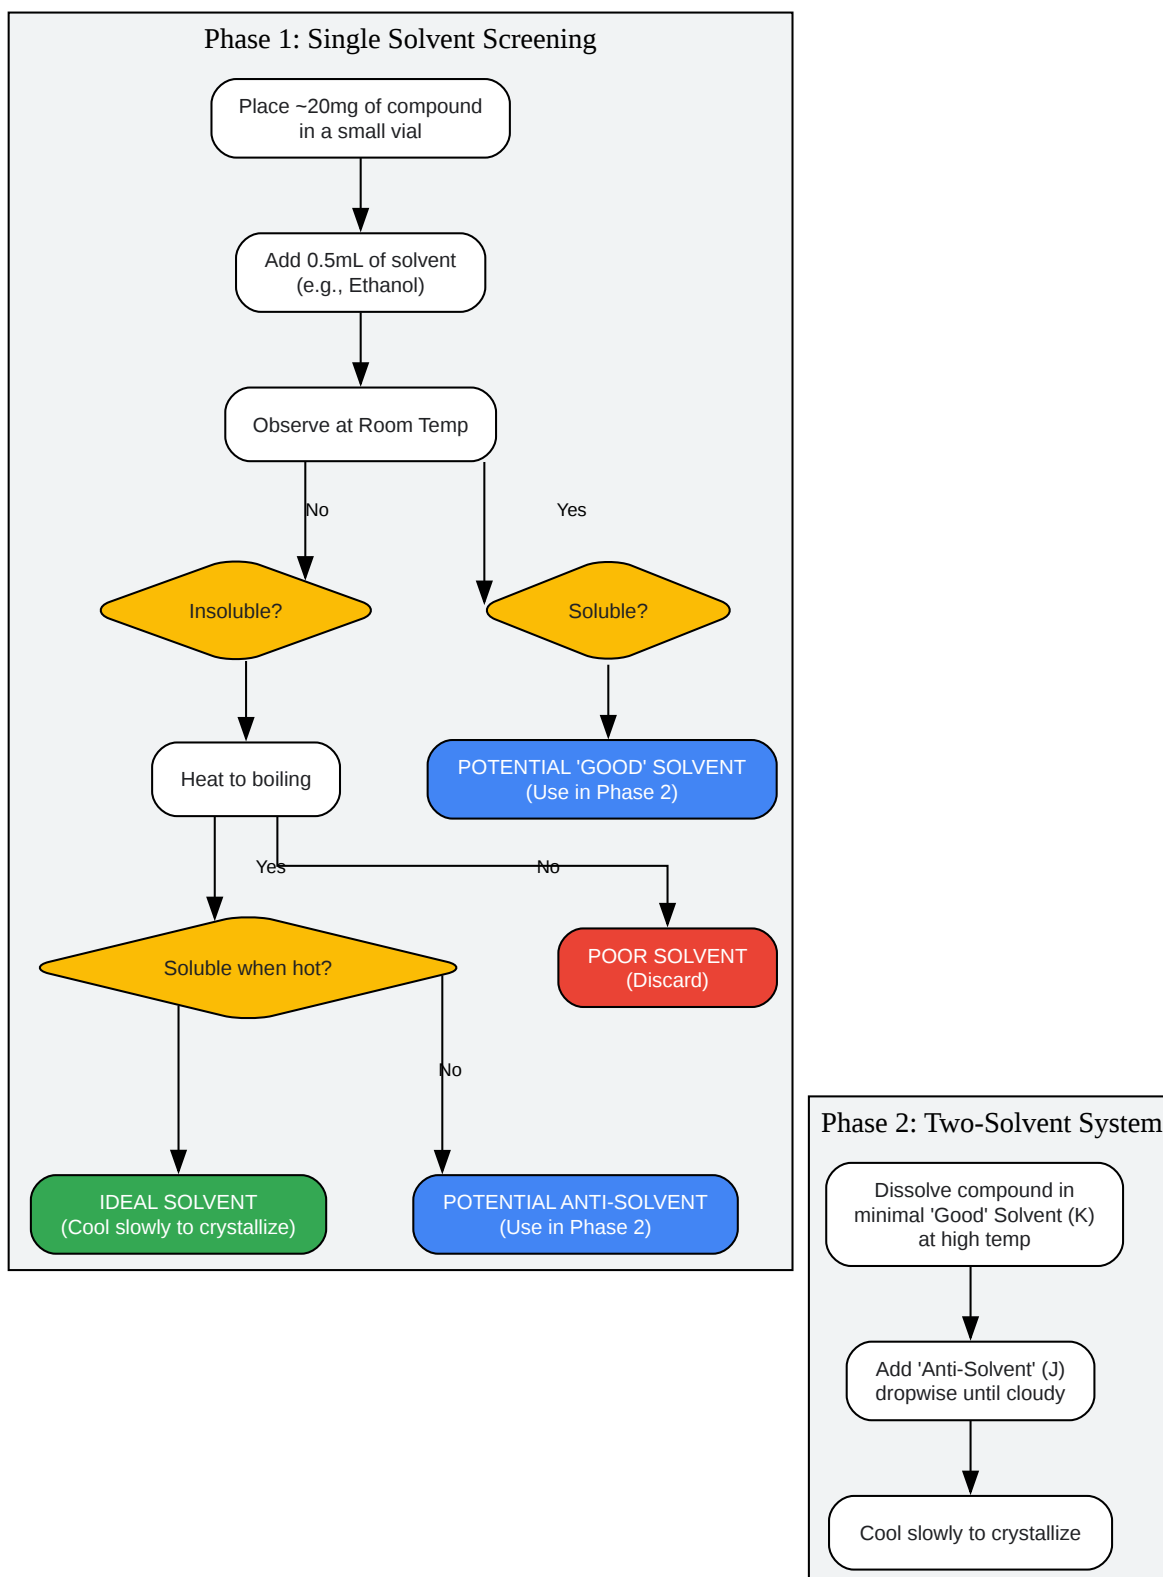 Phase 1: Single Solvent Screening
Place ~20mg of compound
in a small vial
Add 0.5mL of solvent
(e.g., Ethanol)
Observe at Room Temp
No
Yes
Insoluble?
Soluble?
Heat to boiling
POTENTIAL 'GOOD' SOLVENT
(Use in Phase 2)
Yes
No
Soluble when hot?
POOR SOLVENT
(Discard)
No
IDEAL SOLVENT
(Cool slowly to crystallize)
POTENTIAL ANTI-SOLVENT
(Use in Phase 2)
Phase 2: Two-Solvent System
Dissolve compound in
minimal 'Good' Solvent (K)
at high temp
Add 'Anti-Solvent' (J)
dropwise until cloudy
Cool slowly to crystallize